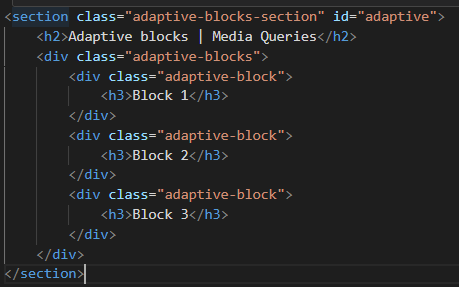 <section class="adaptive-blocks-section" id="adaptive">
<h2>Adaptive blocks | Media Queries</h2>
<div class="adaptive-blocks">
<div class="adaptive-block">
<h3>Block 1</h3>
</div>
<div class="adaptive-block">
<h3>Block 2</h3>
</div>
<div class="adaptive-block">
<h3>Block 3</h3>
</div>
</div>
</section>